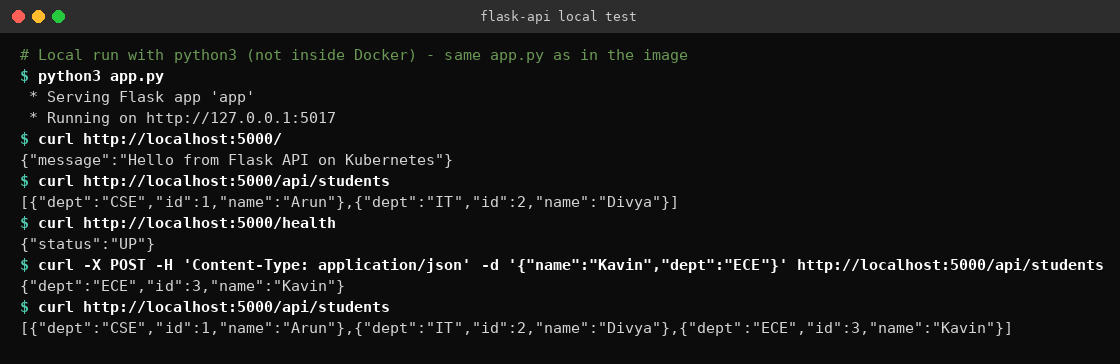 flask-api local test
# Local run with python3 (not inside Docker) - same app.py as in the image
$ python3 app.py
 * Serving Flask app 'app'
 * Running on http://127.0.0.1:5017
$ curl http://localhost:5000/
{"message":"Hello from Flask API on Kubernetes"}
$ curl http://localhost:5000/api/students
[{"dept":"CSE","id":1,"name":"Arun"},{"dept":"IT","id":2,"name":"Divya"}]
$ curl http://localhost:5000/health
{"status":"UP"}
$ curl -X POST -H 'Content-Type: application/json' -d '{"name":"Kavin","dept":"ECE"}' http://localhost:5000/api/students
{"dept":"ECE","id":3,"name":"Kavin"}
$ curl http://localhost:5000/api/students
[{"dept":"CSE","id":1,"name":"Arun"},{"dept":"IT","id":2,"name":"Divya"},{"dept":"ECE","id":3,"name":"Kavin"}]